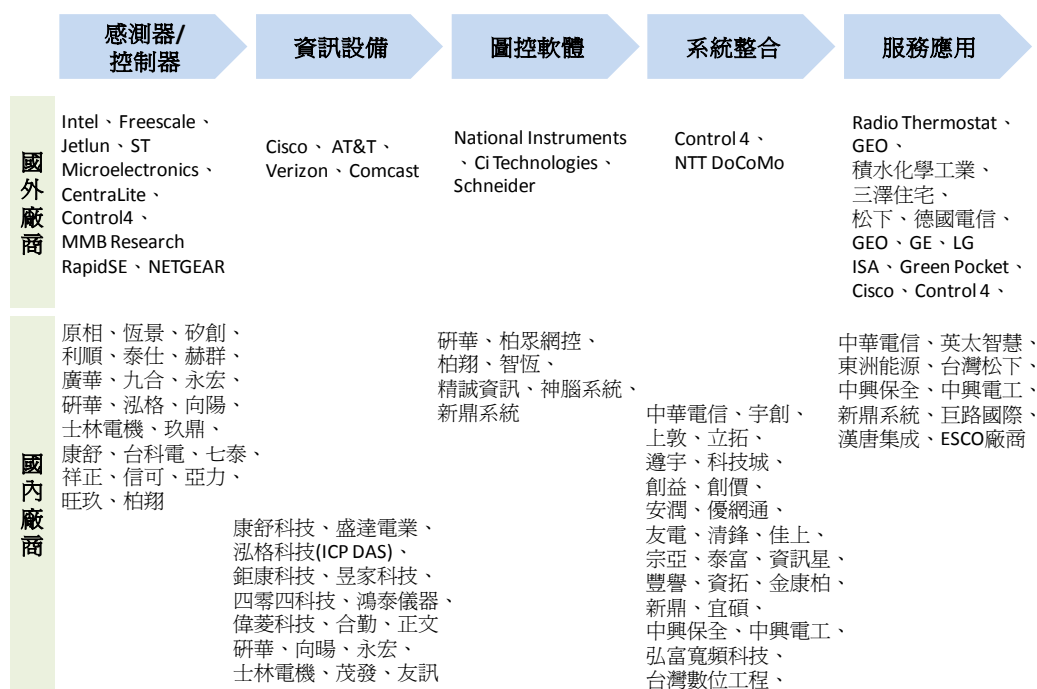 感測器/
控制器
資訊設備
圖控軟體
系統整合
服務應用
國外廠商
Intel、Freescale、
Jetlun、ST
Microelectronics、
CentraLite、
Control4、
MMB Research
RapidSE、NETGEAR
Cisco、AT&T、
Verizon、Comcast
National Instruments
、Ci Technologies、
Schneider
Control 4、
NTT DoCoMo
Radio Thermostat、
GEO、
積水化學工業、
三澤住宅、
松下、德國電信、
GEO、GE、LG
ISA、Green Pocket、
Cisco、Control 4、
國內廠商
原相、恆景、矽創、
利順、泰仕、赫群、
廣華、九合、永宏、
研華、泓格、向陽、
士林電機、玖鼎、
康舒、台科電、七泰、
祥正、信可、亞力、
旺玖、柏翔
康舒科技、盛達電業、
泓格科技(ICP DAS)、
鉅康科技、昱家科技、
四零四科技、鴻泰儀器、
偉菱科技、合勤、正文
研華、向暘、永宏、
士林電機、茂發、友訊
研華、柏眾網控、
柏翔、智恆、
精誠資訊、神腦系統、
新鼎系統
中華電信、宇創、
上敦、立拓、
遵宇、科技城、
創益、創價、
安潤、優網通、
友電、清鋒、佳上、
宗亞、泰富、資訊星、
豐譽、資拓、金康柏、
新鼎、宜碩、
中興保全、中興電工、
弘富寬頻科技、
台灣數位工程、
中華電信、英太智慧、
東洲能源、台灣松下、
中興保全、中興電工、
新鼎系統、巨路國際、
漢唐集成、ESCO廠商